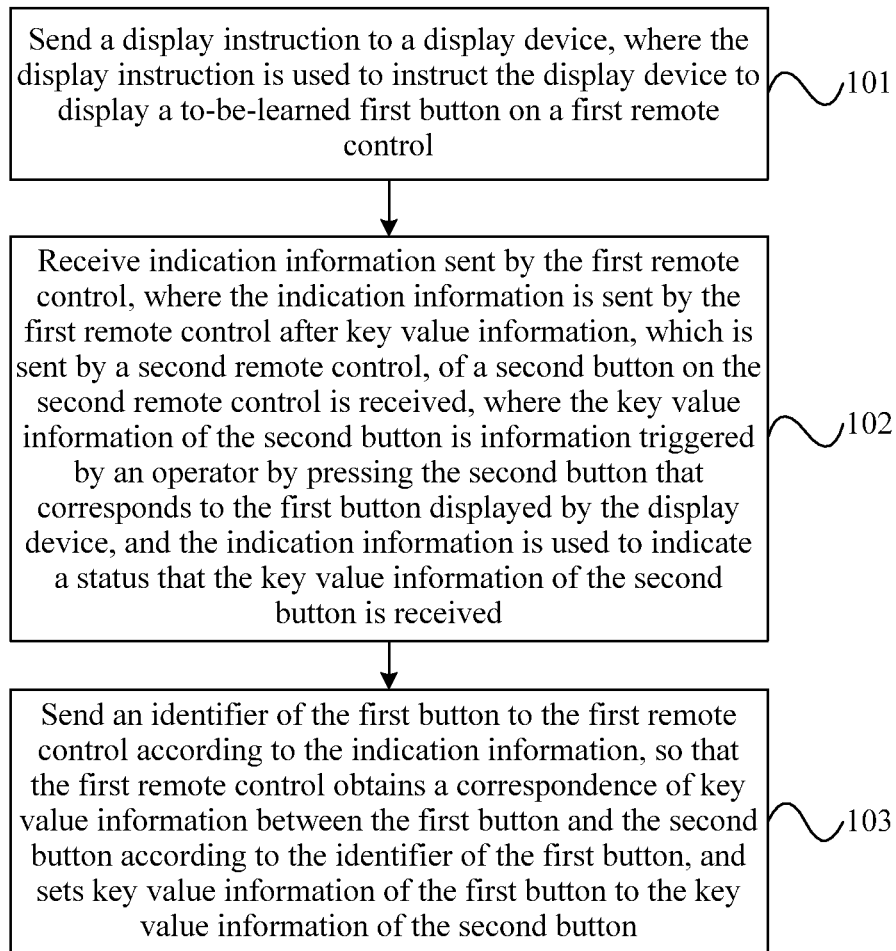 Send a display instruction to a display device, where the
display instruction is used to instruct the display device to
display a to-be-learned first button on a first remote
control
101
Receive indication information sent by the first remote
control, where the indication information is sent by the
first remote control after key value information, which is
sent by a second remote control, of a second button on the
second remote control is received, where the key value
information of the second button is information triggered
by an operator by pressing the second button that
corresponds to the first button displayed by the display
device, and the indication information is used to indicate
a status that the key value information of the second
button is received
102
Send an identifier of the first button to the first remote
control according to the indication information, so that
the first remote control obtains a correspondence of key
value information between the first button and the second
button according to the identifier of the first button, and
sets key value information of the first button to the key
value information of the second button
103